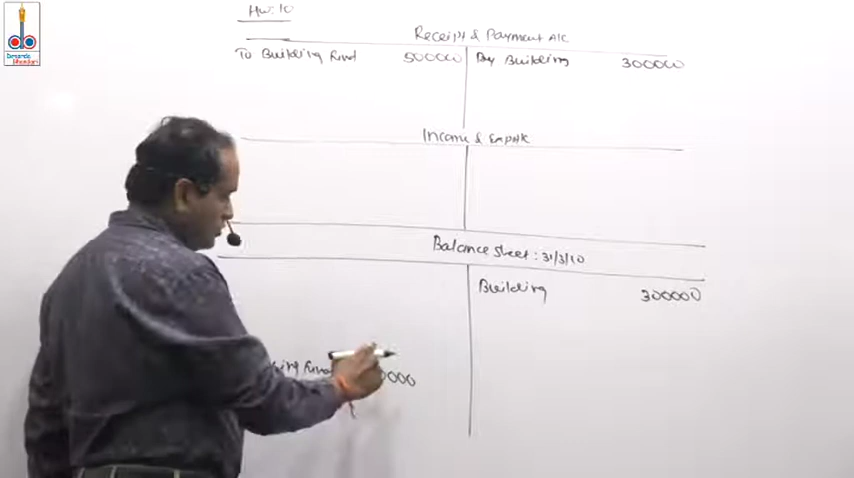 HW: 10
Receipt & Payment A/c
To Building Fund 500000 By Building 300000
Income & Exp A/c
Balance Sheet : 31/3/10
Building 300000